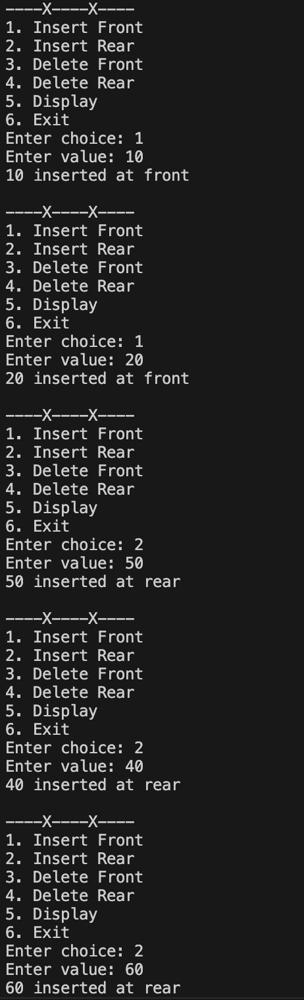 ----X----X----
1. Insert Front
2. Insert Rear
3. Delete Front
4. Delete Rear
5. Display
6. Exit
Enter choice: 1
Enter value: 10
10 inserted at front

----X----X----
1. Insert Front
2. Insert Rear
3. Delete Front
4. Delete Rear
5. Display
6. Exit
Enter choice: 1
Enter value: 20
20 inserted at front

----X----X----
1. Insert Front
2. Insert Rear
3. Delete Front
4. Delete Rear
5. Display
6. Exit
Enter choice: 2
Enter value: 50
50 inserted at rear

----X----X----
1. Insert Front
2. Insert Rear
3. Delete Front
4. Delete Rear
5. Display
6. Exit
Enter choice: 2
Enter value: 40
40 inserted at rear

----X----X----
1. Insert Front
2. Insert Rear
3. Delete Front
4. Delete Rear
5. Display
6. Exit
Enter choice: 2
Enter value: 60
60 inserted at rear